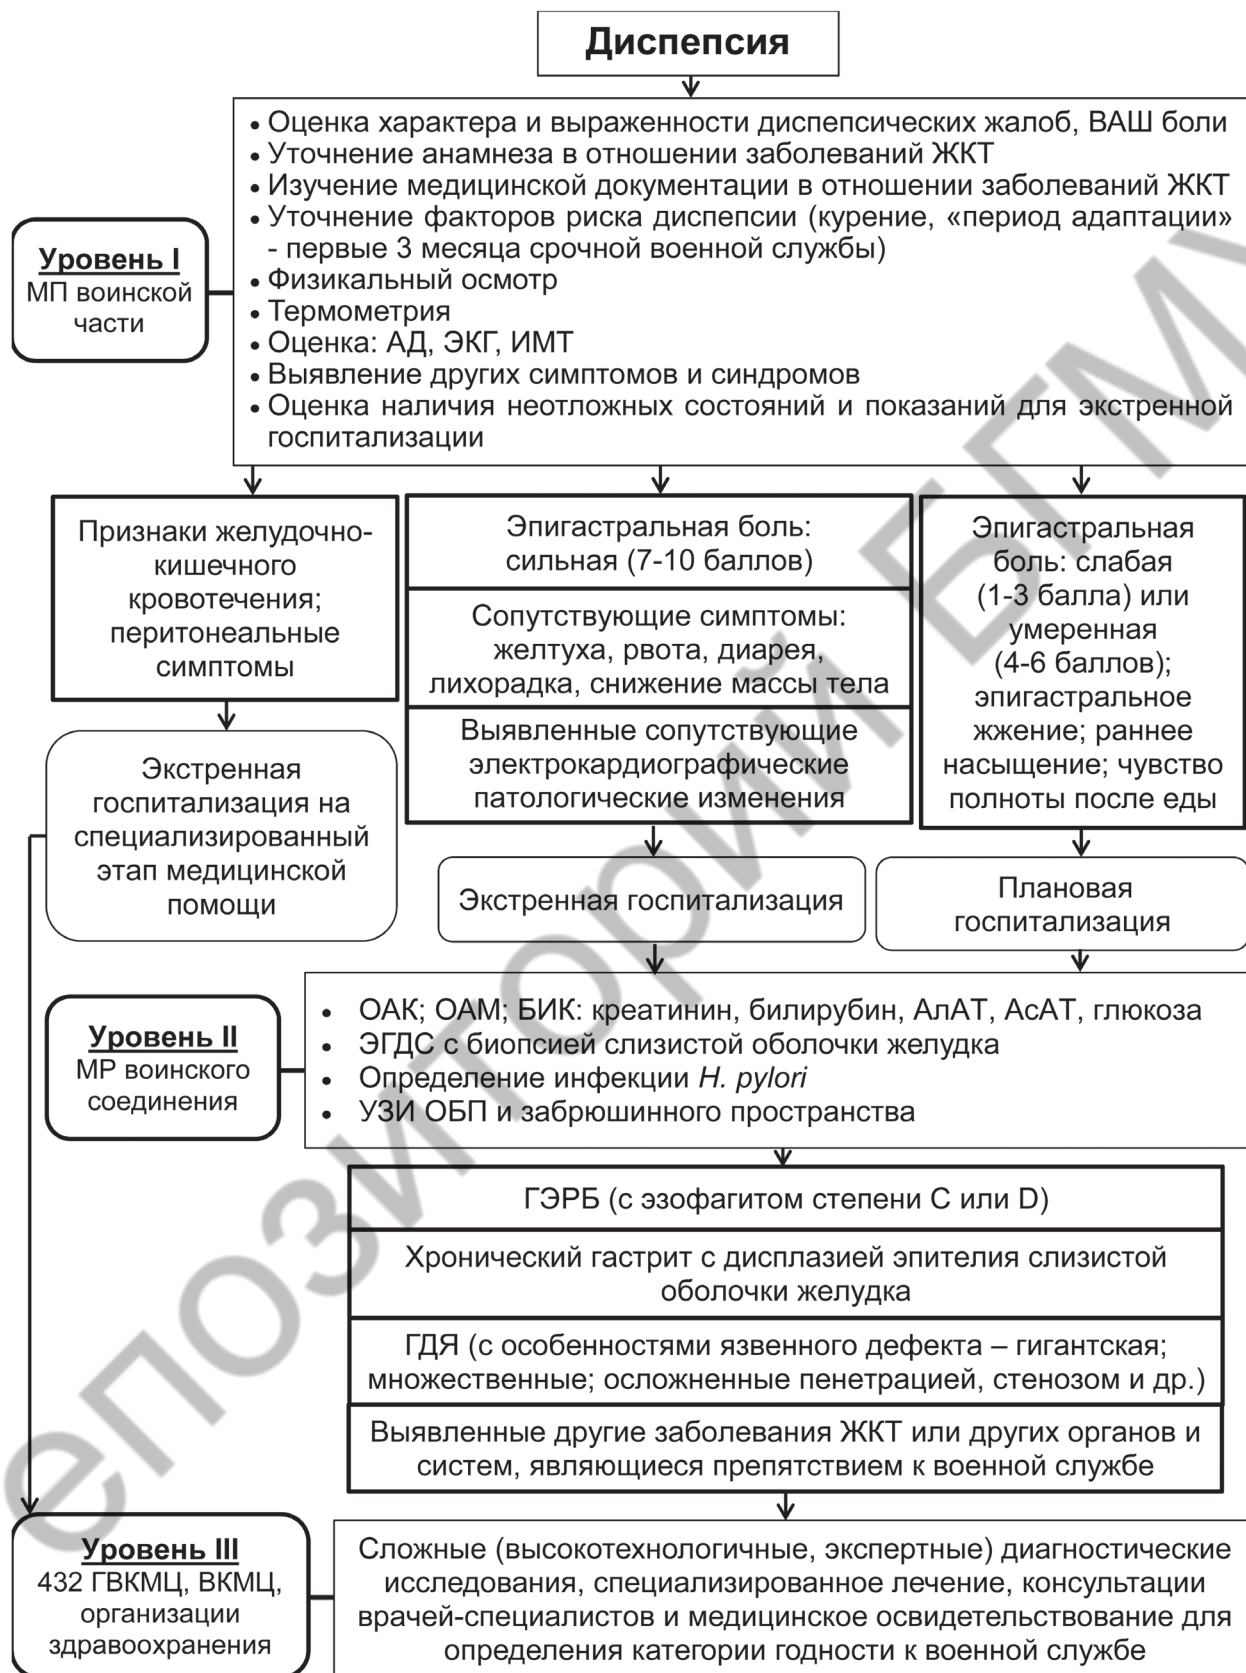 Диспепсия
• Оценка характера и выраженности диспепсических жалоб, ВАШ боли
• Уточнение анамнеза в отношении заболеваний ЖКТ
• Изучение медицинской документации в отношении заболеваний ЖКТ
• Уточнение факторов риска диспепсии (курение, «период адаптации»
- первые 3 месяца срочной военной службы)
• Физикальный осмотр
• Термометрия
• Оценка: АД, ЭКГ, ИМТ
• Выявление других симптомов и синдромов
• Оценка наличия неотложных состояний и показаний для экстренной
госпитализации
Уровень I
МП воинской
части
Признаки желудочно-
кишечного
кровотечения;
перитонеальные
симптомы
Эпигастральная боль:
сильная (7-10 баллов)
Сопутствующие симптомы:
желтуха, рвота, диарея,
лихорадка, снижение массы тела
Выявленные сопутствующие
электрокардиографические
патологические изменения
Эпигастральная
боль: слабая
(1-3 балла) или
умеренная
(4-6 баллов);
эпигастральное
жжение; раннее
насыщение; чувство
полноты после еды
Экстренная
госпитализация на
специализированный
этап медицинской
помощи
Экстренная госпитализация
Плановая
госпитализация
Уровень II
МР воинского
соединения
• ОАК; ОАМ; БИК: креатинин, билирубин, АлАТ, АсАТ, глюкоза
• ЭГДС с биопсией слизистой оболочки желудка
• Определение инфекции H. pylori
• УЗИ ОБП и забрюшинного пространства
ГЭРБ (с эзофагитом степени C или D)
Хронический гастрит с дисплазией эпителия слизистой
оболочки желудка
ГДЯ (с особенностями язвенного дефекта – гигантская;
множественные; осложненные пенетрацией, стенозом и др.)
Выявленные другие заболевания ЖКТ или других органов и
систем, являющиеся препятствием к военной службе
Уровень III
432 ГВКМЦ, ВКМЦ,
организации
здравоохранения
Сложные (высокотехнологичные, экспертные) диагностические
исследования, специализированное лечение, консультации
врачей-специалистов и медицинское освидетельствование для
определения категории годности к военной службе
епозиторий БГМУ